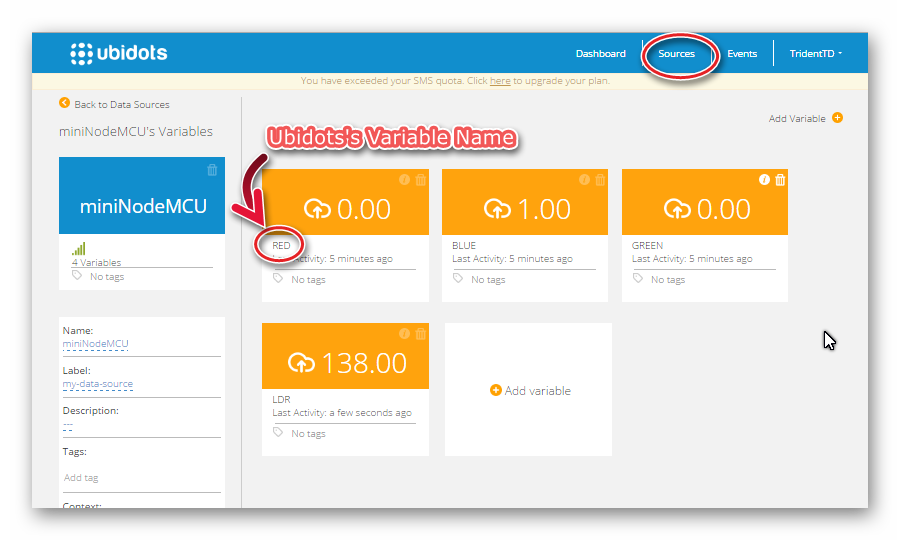 ubidots
Dashboard
Sources
Events
TridentTD
You have exceeded your SMS quota. Click here to upgrade your plan.
Back to Data Sources
miniNodeMCU's Variables
Add Variable
Ubidots's Variable Name
miniNodeMCU
4 Variables
No tags
Name:
miniNodeMCU
Label:
my-data-source
Description:
---
Tags:
Add tag
Context:
0.00
RED
Last Activity: 5 minutes ago
No tags
1.00
BLUE
Last Activity: 5 minutes ago
No tags
0.00
GREEN
Last Activity: 5 minutes ago
No tags
138.00
LDR
Last Activity: a few seconds ago
No tags
Add variable